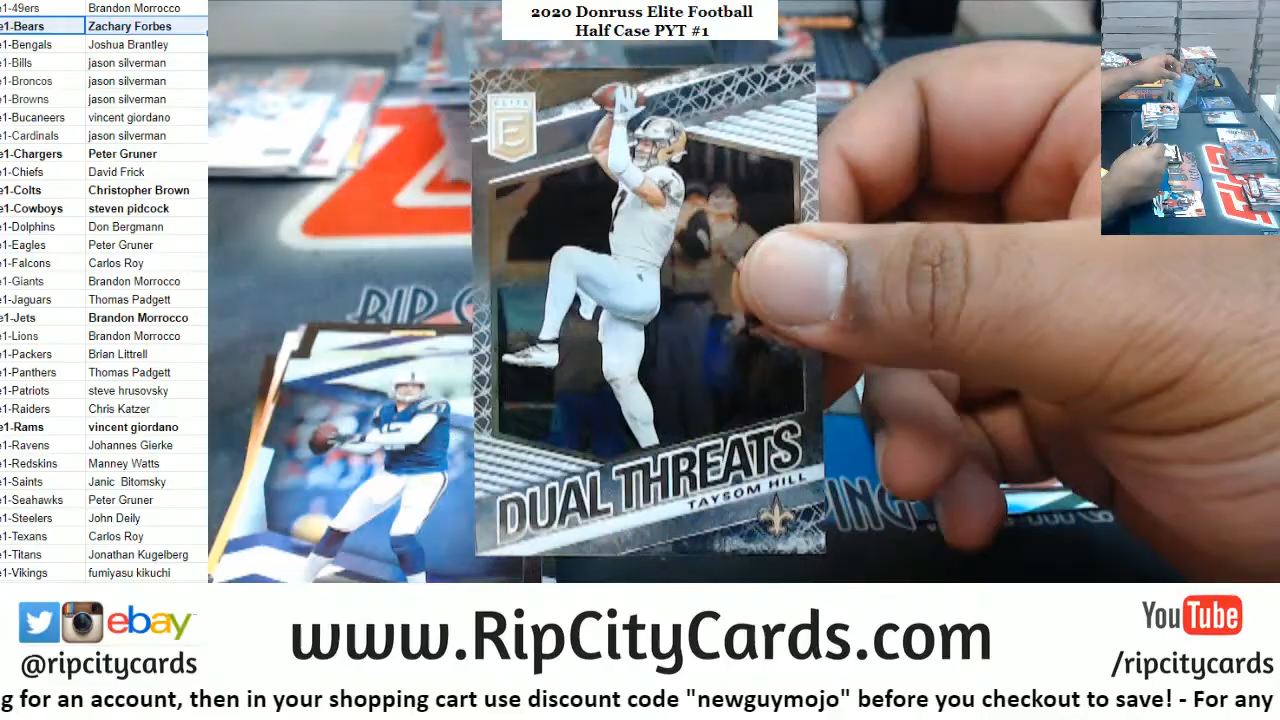 2020 Donruss Elite Football
Half Case PYT #1
e1-49ers Brandon Morrocco
e1-Bears Zachary Forbes
e1-Bengals Joshua Brantley
e1-Bills jason silverman
e1-Broncos jason silverman
e1-Browns jason silverman
e1-Bucaneers vincent giordano
e1-Cardinals jason silverman
e1-Chargers Peter Gruner
e1-Chiefs David Frick
e1-Colts Christopher Brown
e1-Cowboys steven pidcock
e1-Dolphins Don Bergmann
e1-Eagles Peter Gruner
e1-Falcons Carlos Roy
e1-Giants Brandon Morrocco
e1-Jaguars Thomas Padgett
e1-Jets Brandon Morrocco
e1-Lions Brandon Morrocco
e1-Packers Brian Littrell
e1-Panthers Thomas Padgett
e1-Patriots steve hrusovsky
e1-Raiders Chris Katzer
e1-Rams vincent giordano
e1-Ravens Johannes Gierke
e1-Redskins Manney Watts
e1-Saints Janic Bitomsky
e1-Seahawks Peter Gruner
e1-Steelers John Deily
e1-Texans Carlos Roy
e1-Titans Jonathan Kugelberg
e1-Vikings fumiyasu kikuchi
ELITE
E
RIP
DUAL THREATS
TAYSOM HILL
PING
ebay
@ripcitycards
www.RipCityCards.com
YouTube
/ripcitycards
g for an account, then in your shopping cart use discount code "newguymojo" before you checkout to save! - For any